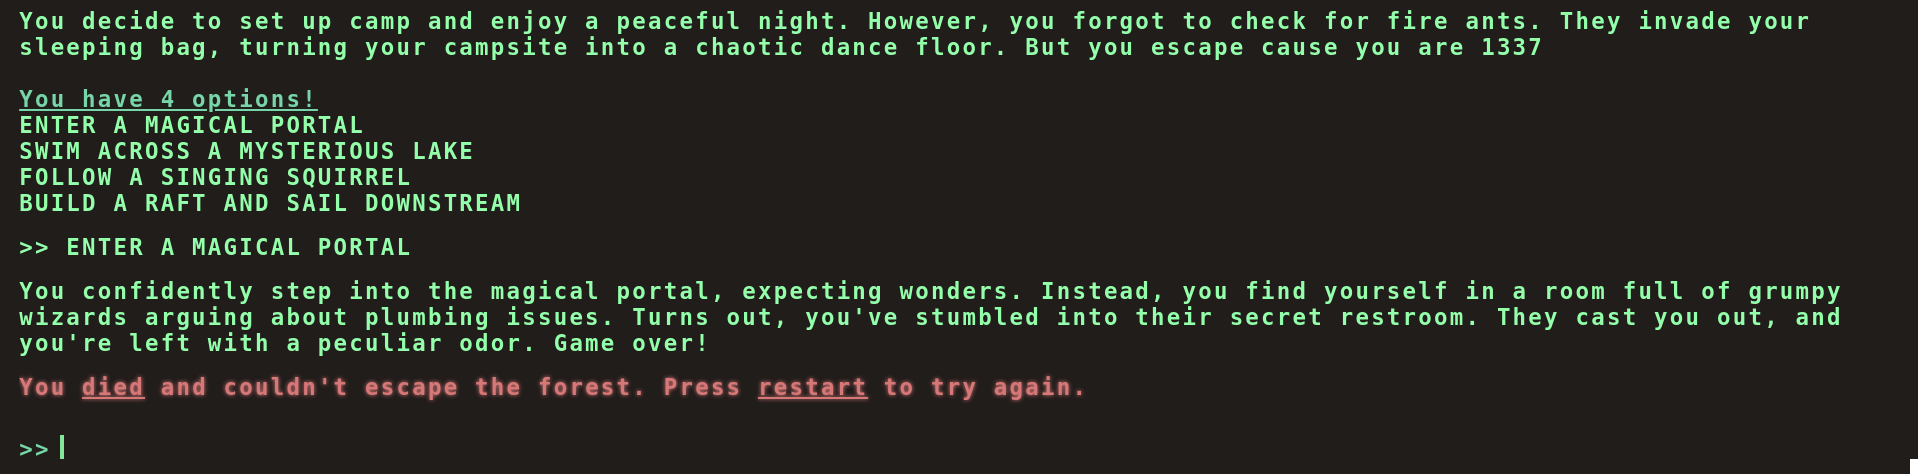 You decide to set up camp and enjoy a peaceful night. However, you forgot to check for fire ants. They invade your
sleeping bag, turning your campsite into a chaotic dance floor. But you escape cause you are 1337
You have 4 options!
ENTER A MAGICAL PORTAL
SWIM ACROSS A MYSTERIOUS LAKE
FOLLOW A SINGING SQUIRREL
BUILD A RAFT AND SAIL DOWNSTREAM
>> ENTER A MAGICAL PORTAL
You confidently step into the magical portal, expecting wonders. Instead, you find yourself in a room full of grumpy
wizards arguing about plumbing issues. Turns out, you've stumbled into their secret restroom. They cast you out, and
you're left with a peculiar odor. Game over!
You died and couldn't escape the forest. Press restart to try again.
>>